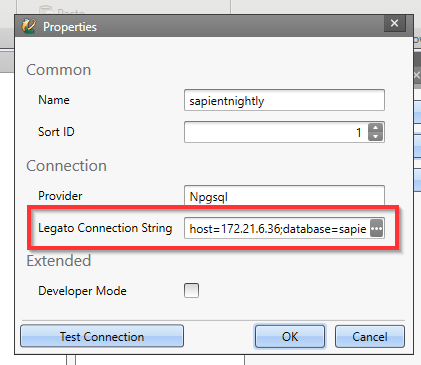 Paste
Properties
Common
Name
sapientnightly
Sort ID
1
Connection
Provider
Npgsql
Legato Connection String
host=172.21.6.36;database=sapie
Extended
Developer Mode
Test Connection
OK
Cancel